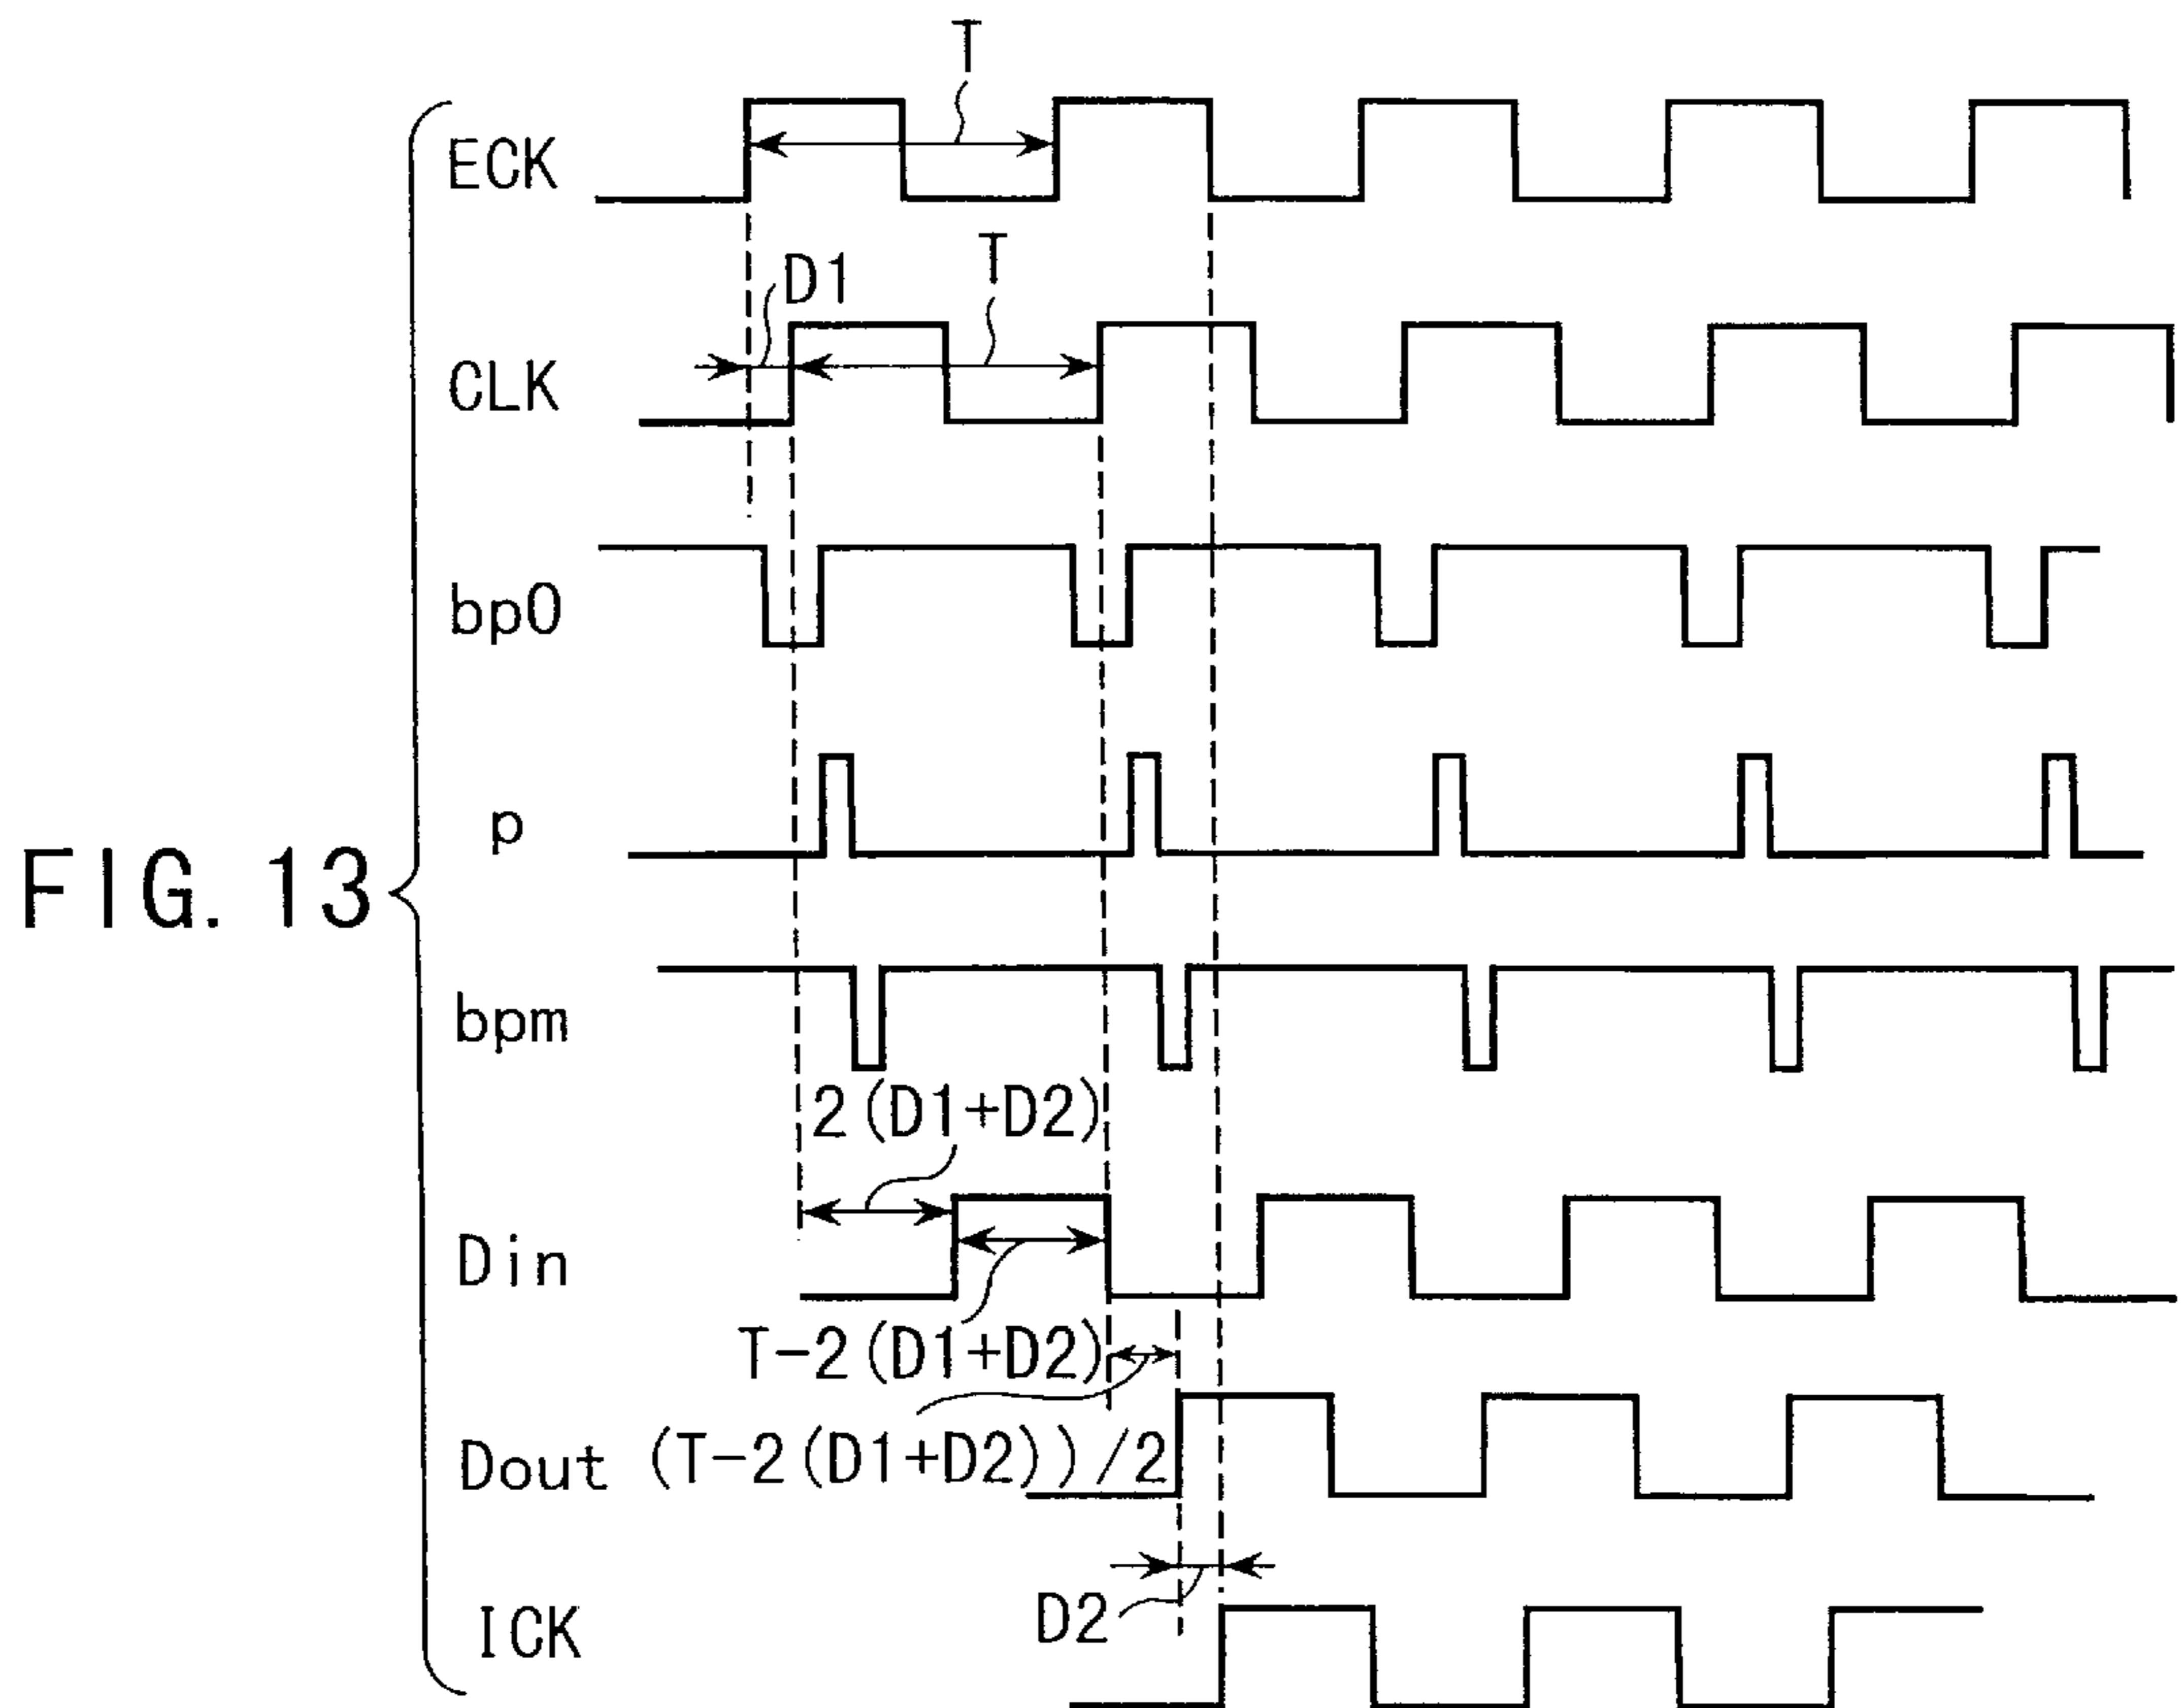 T
ECK
D1
T
CLK
bp0
p
FIG. 13
bpm
2(D1+D2)
Din
T-2(D1+D2)
Dout (T-2(D1+D2))/2
D2
ICK